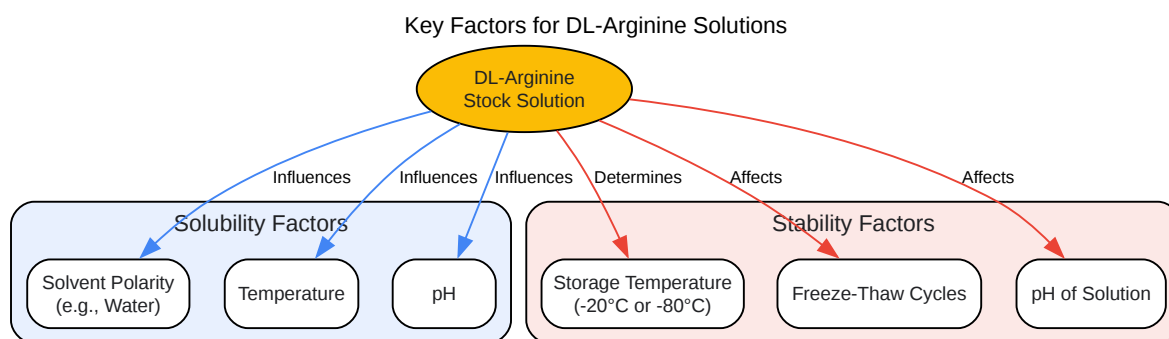 Key Factors for DL-Arginine Solutions
DL-Arginine
Stock Solution
Influences
Influences
Influences
Determines
Affects
Affects
Solubility Factors
Stability Factors
Solvent Polarity
(e.g., Water)
Temperature
pH
Storage Temperature
(-20°C or -80°C)
Freeze-Thaw Cycles
pH of Solution